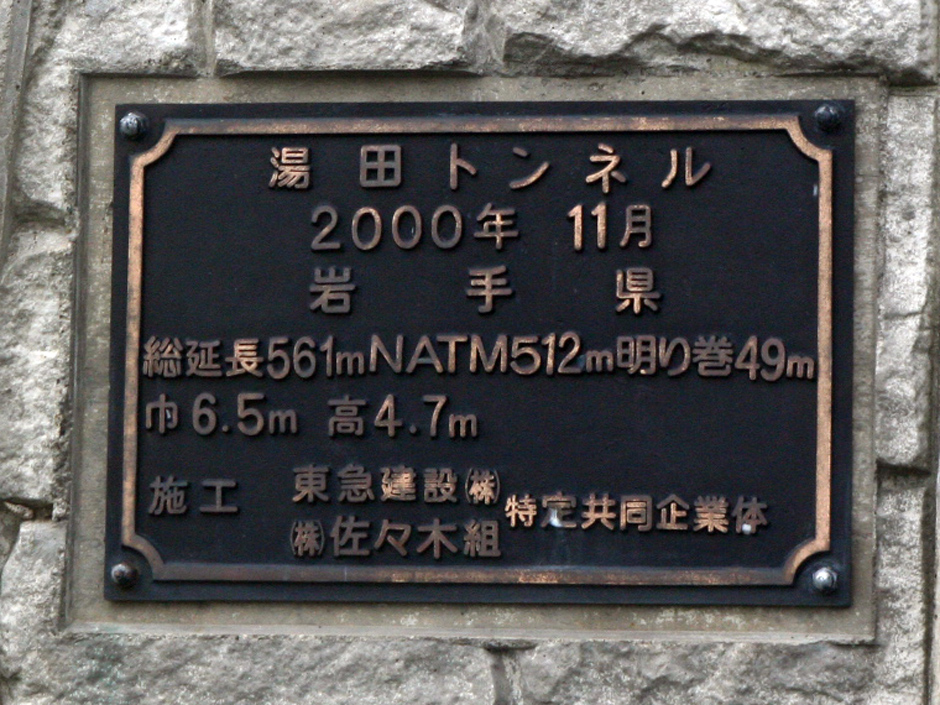 湯田トンネル
2000年 11月
岩手県
総延長561mNATM512m明り巻49m
巾6.5m 高4.7m
施工 東急建設㈱ ㈱佐々木組 特定共同企業体